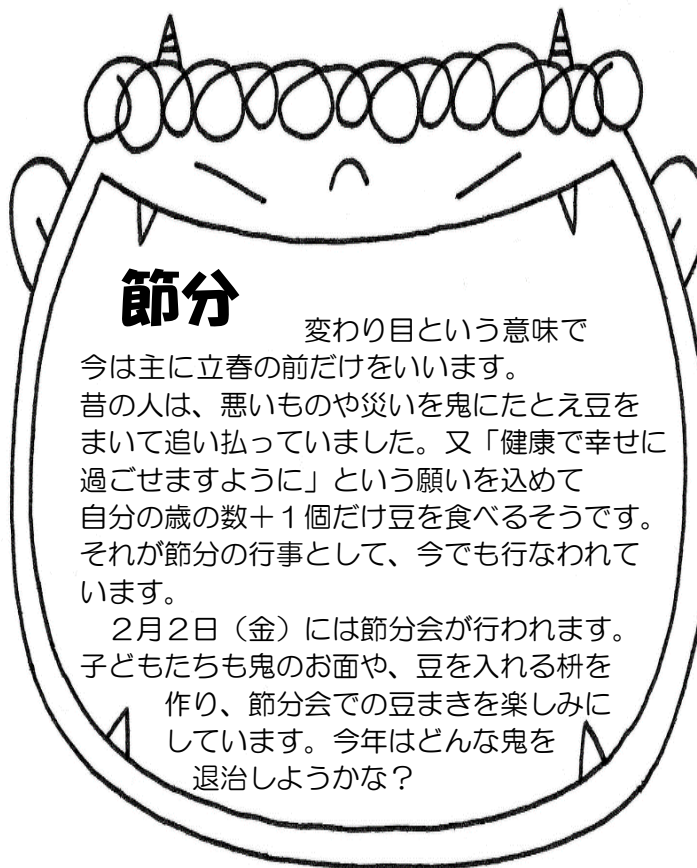 節分
変わり目という意味で
今は主に立春の前だけをいいます。
昔の人は、悪いものや災いを鬼にたとえ豆を
まいて追い払っていました。又「健康で幸せに
過ごせますように」という願いを込めて
自分の歳の数＋１個だけ豆を食べるそうです。
それが節分の行事として、今でも行なわれて
います。
２月２日（金）には節分会が行われます。
子どもたちも鬼のお面や、豆を入れる枡を
作り、節分会での豆まきを楽しみに
しています。今年はどんな鬼を
退治しようかな？